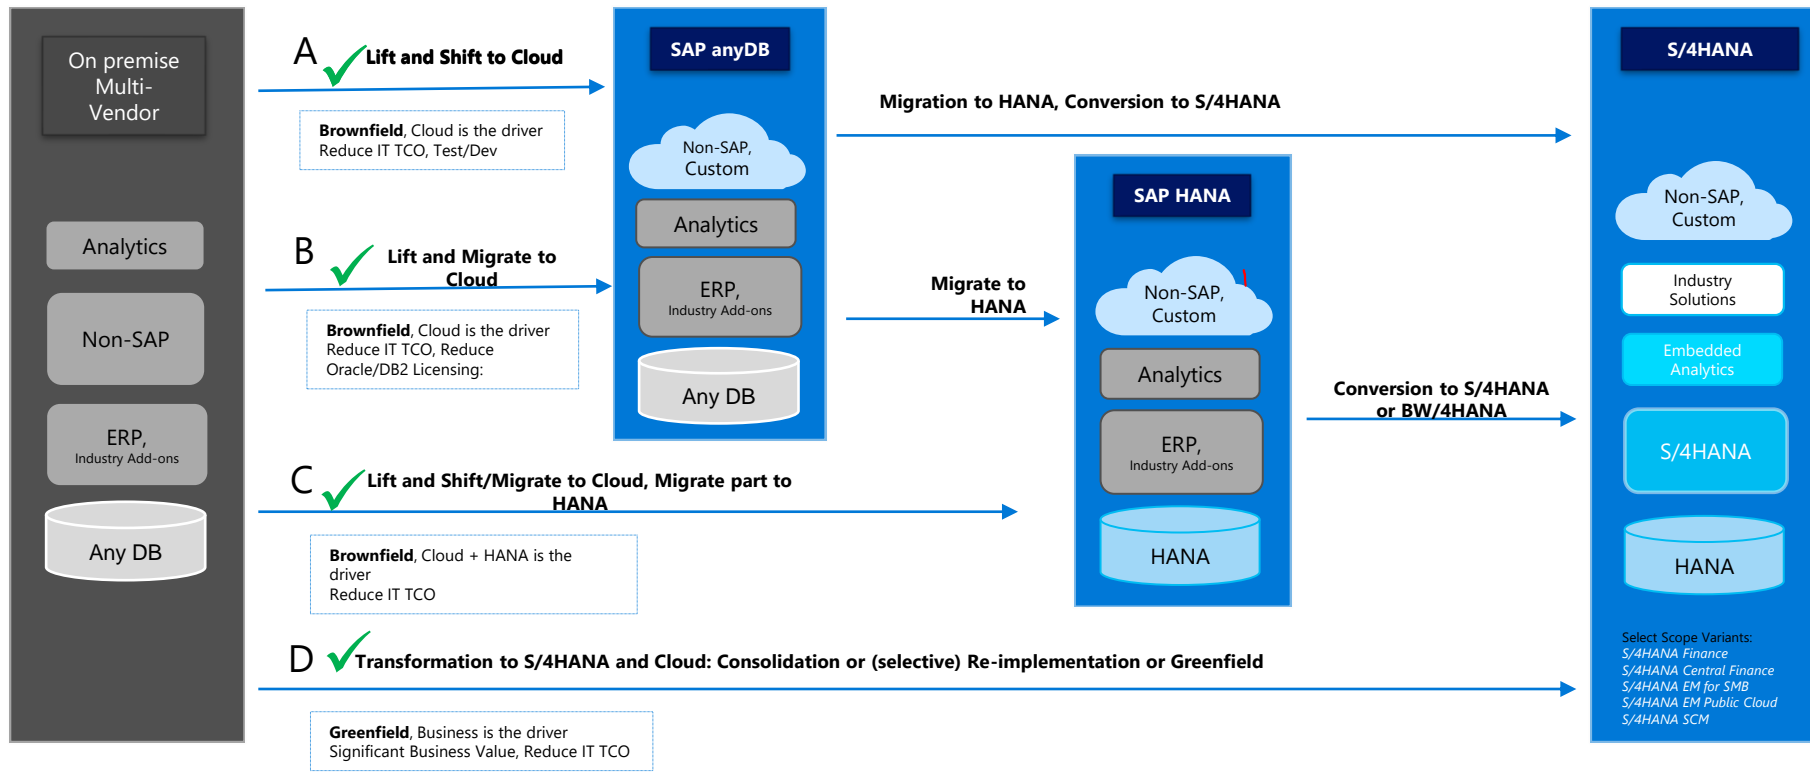 On premise
Multi-
Vendor
Analytics
Non-SAP
ERP,
Industry Add-ons
Any DB
A
Lift and Shift to Cloud
Brownfield, Cloud is the driver
Reduce IT TCO, Test/Dev
B
Lift and Migrate to
Cloud
Brownfield, Cloud is the driver
Reduce IT TCO, Reduce
Oracle/DB2 Licensing:
C
Lift and Shift/Migrate to Cloud, Migrate part to
HANA
Brownfield, Cloud + HANA is the
driver
Reduce IT TCO
D
Transformation to S/4HANA and Cloud: Consolidation or (selective) Re-implementation or Greenfield
Greenfield, Business is the driver
Significant Business Value, Reduce IT TCO
SAP anyDB
Non-SAP,
Custom
Analytics
ERP,
Industry Add-ons
Any DB
Migration to HANA, Conversion to S/4HANA
Migrate to
HANA
SAP HANA
Non-SAP,
Custom
Analytics
ERP,
Industry Add-ons
HANA
Conversion to S/4HANA
or BW/4HANA
S/4HANA
Non-SAP,
Custom
Industry
Solutions
Embedded
Analytics
S/4HANA
HANA
Select Scope Variants:
S/4HANA Finance
S/4HANA Central Finance
S/4HANA EM for SMB
S/4HANA EM Public Cloud
S/4HANA SCM